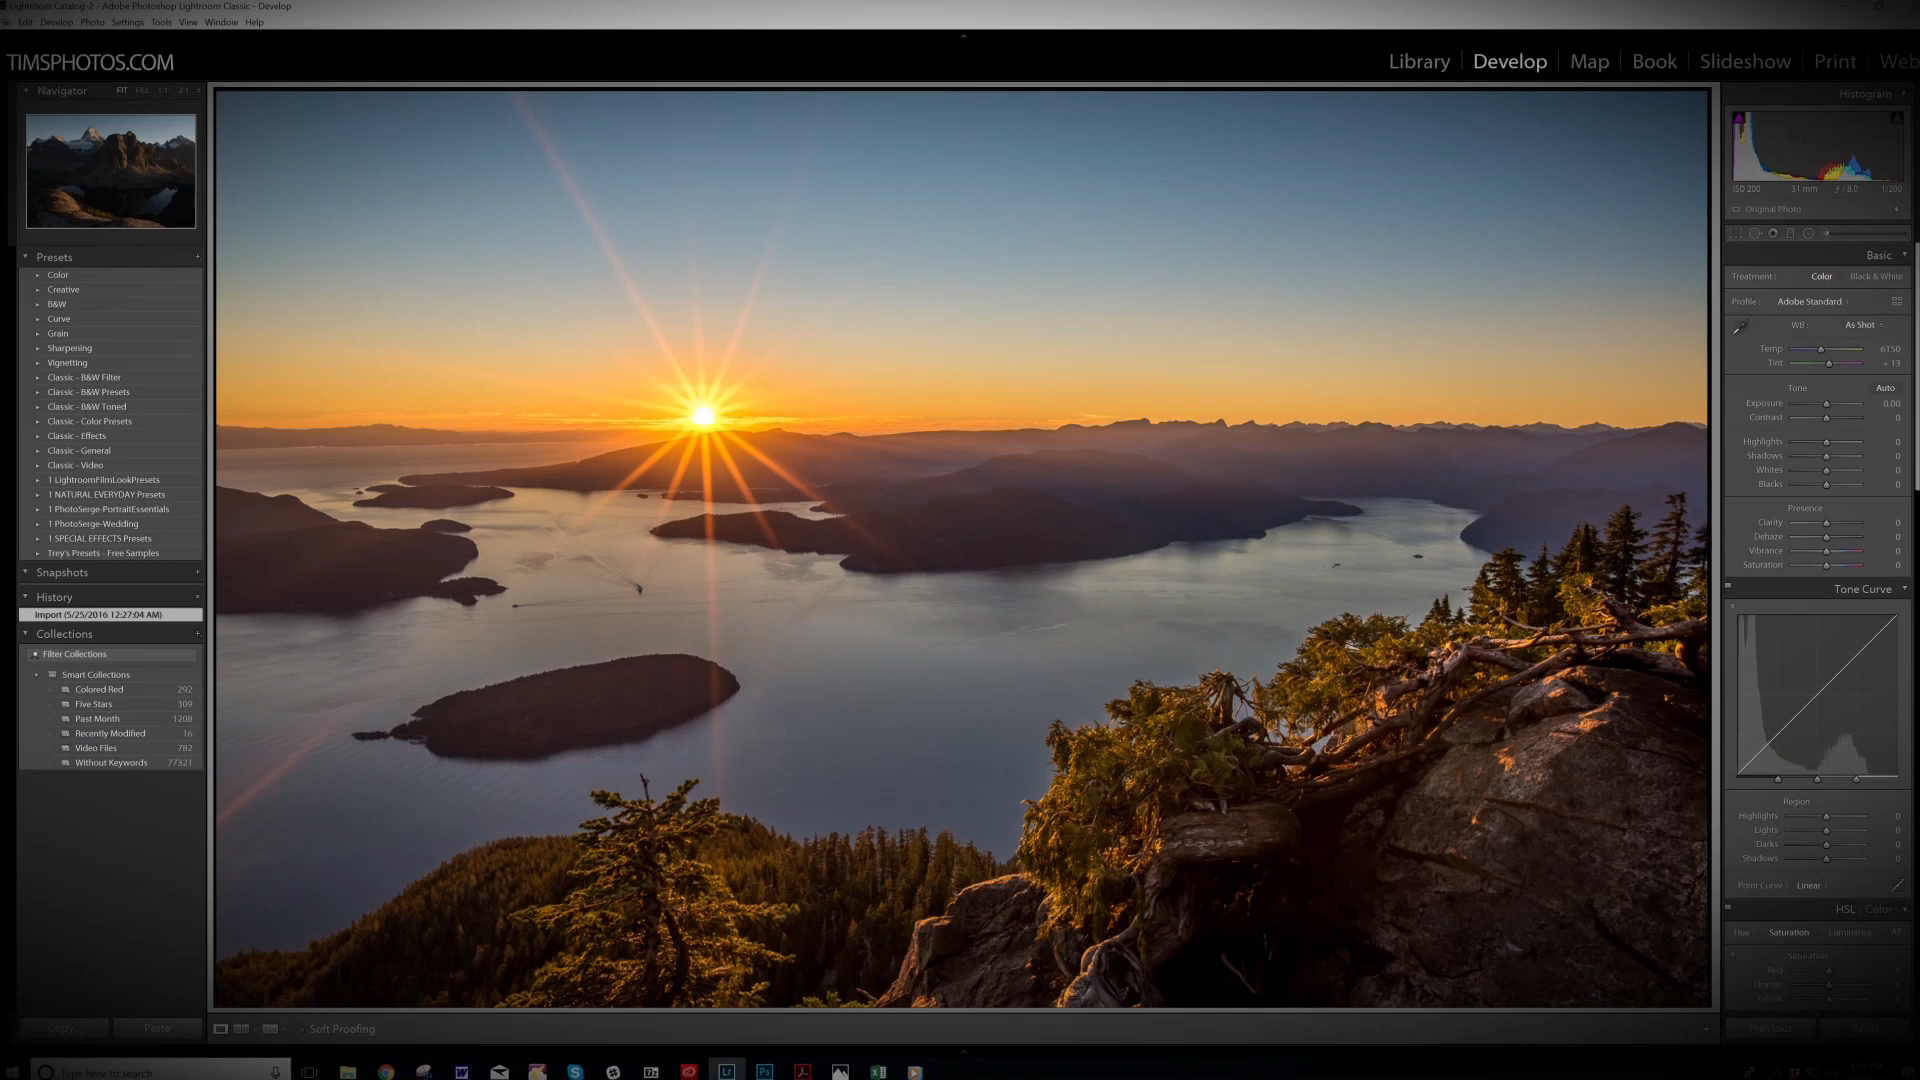 Lightroom Catalog-2 - Adobe Photoshop Lightroom Classic - Develop
File Edit Develop Photo Settings Tools View Window Help
TIMSPHOTOS.COM
Library | Develop | Map | Book | Slideshow | Print | Web
Navigator FIT FILL 1:1 2:1
Presets +
Color
Creative
B&W
Curve
Grain
Sharpening
Vignetting
Classic - B&W Filter
Classic - B&W Presets
Classic - B&W Toned
Classic - Color Presets
Classic - Effects
Classic - General
Classic - Video
1 LightroomFilmLookPresets
1 NATURAL EVERYDAY Presets
1 PhotoSerge-PortraitEssentials
1 PhotoSerge-Wedding
1 SPECIAL EFFECTS Presets
Trey's Presets - Free Samples
Snapshots +
History ×
Import (5/25/2016 12:27:04 AM)
Collections +
Filter Collections
Smart Collections
Colored Red 292
Five Stars 309
Past Month 1208
Recently Modified 16
Video Files 782
Without Keywords 77321
Copy... Paste
Soft Proofing
Histogram
ISO 200 31 mm ƒ / 8.0 1/200
Original Photo
Basic
Treatment : Color Black & White
Profile : Adobe Standard
WB : As Shot
Temp 6150
Tint + 13
Tone Auto
Exposure 0.00
Contrast 0
Highlights 0
Shadows 0
Whites 0
Blacks 0
Presence
Clarity 0
Dehaze 0
Vibrance 0
Saturation 0
Tone Curve
Region
Highlights 0
Lights 0
Darks 0
Shadows 0
Point Curve : Linear
HSL / Color
Hue Saturation Luminance All
Saturation
Red 0
Orange 0
Yellow 0
Previous Reset
Type here to search